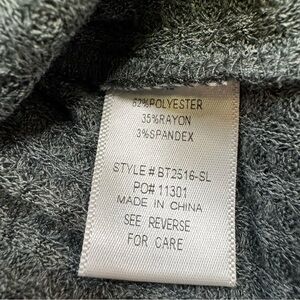 62%POLYESTER
35%RAYON
3%SPANDEX
STYLE # BT2516-SL
PO# 11301
MADE IN CHINA
SEE REVERSE
FOR CARE